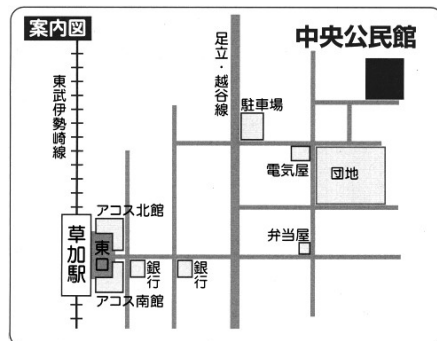 案内図
中央公民館
東武伊勢崎線
足立・越谷線
駐車場
電気屋
団地
アコス北館
草加駅
東口
弁当屋
銀行
銀行
アコス南館